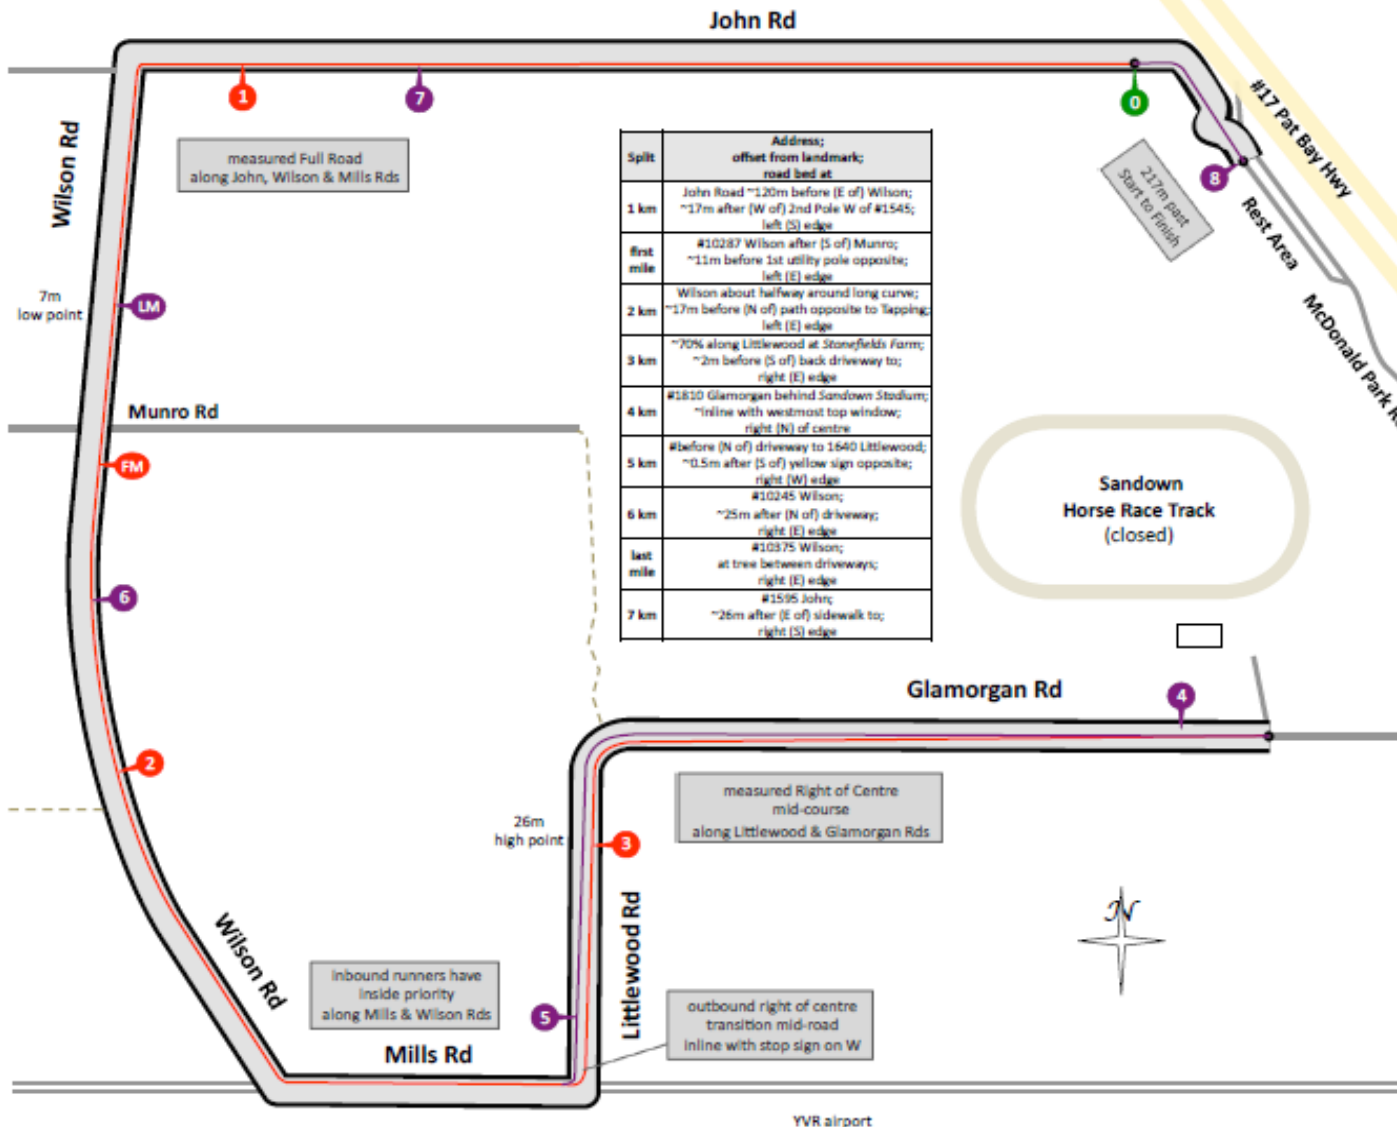 John Rd
#17 Pat Bay Hwy
1
7
0
8
Wilson Rd
measured Full Road
along John, Wilson & Mills Rds
217m past
Start to Finish
Rest Area
McDonald Park R
Split
Address;
offset from landmark;
road bed at
1 km
John Road ~120m before (E of) Wilson;
~17m after (W of) 2nd Pole W of #1545;
left (S) edge
first
mile
#10287 Wilson after (S of) Munro;
~11m before 1st utility pole opposite;
left (E) edge
2 km
Wilson about halfway around long curve;
~17m before (N of) path opposite to Tapping;
left (E) edge
3 km
~70% along Littlewood at Stonefields Farm;
~2m before (S of) back driveway to;
right (E) edge
4 km
#1810 Glamorgan behind Sandown Stadium;
~inline with westmost top window;
right (N) of centre
5 km
#before (N of) driveway to 1640 Littlewood;
~0.5m after (S of) yellow sign opposite;
right (W) edge
6 km
#10245 Wilson;
~25m after (N of) driveway;
right (E) edge
last
mile
#10375 Wilson;
at tree between driveways;
right (E) edge
7 km
#1595 John;
~26m after (E of) sidewalk to;
right (S) edge
7m
low point
LM
Munro Rd
FM
6
2
Sandown
Horse Race Track
(closed)
Glamorgan Rd
4
measured Right of Centre
mid-course
along Littlewood & Glamorgan Rds
26m
high point
3
N
Littlewood Rd
Wilson Rd
inbound runners have
inside priority
along Mills & Wilson Rds
5
outbound right of centre
transition mid-road
inline with stop sign on W
Mills Rd
YVR airport